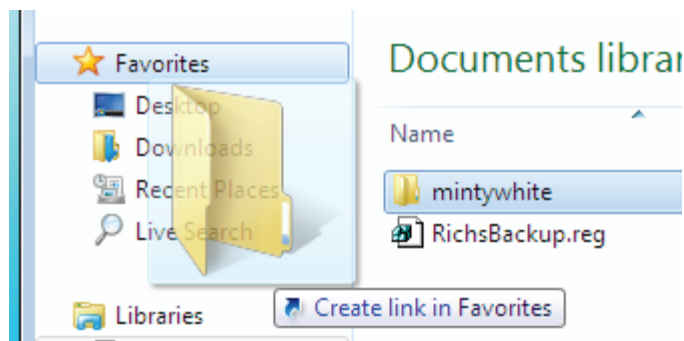 Favorites
Desktop
Downloads
Recent Places
Live Search
Libraries
Documents librar
Name
mintywhite
RichsBackup.reg
Create link in Favorites